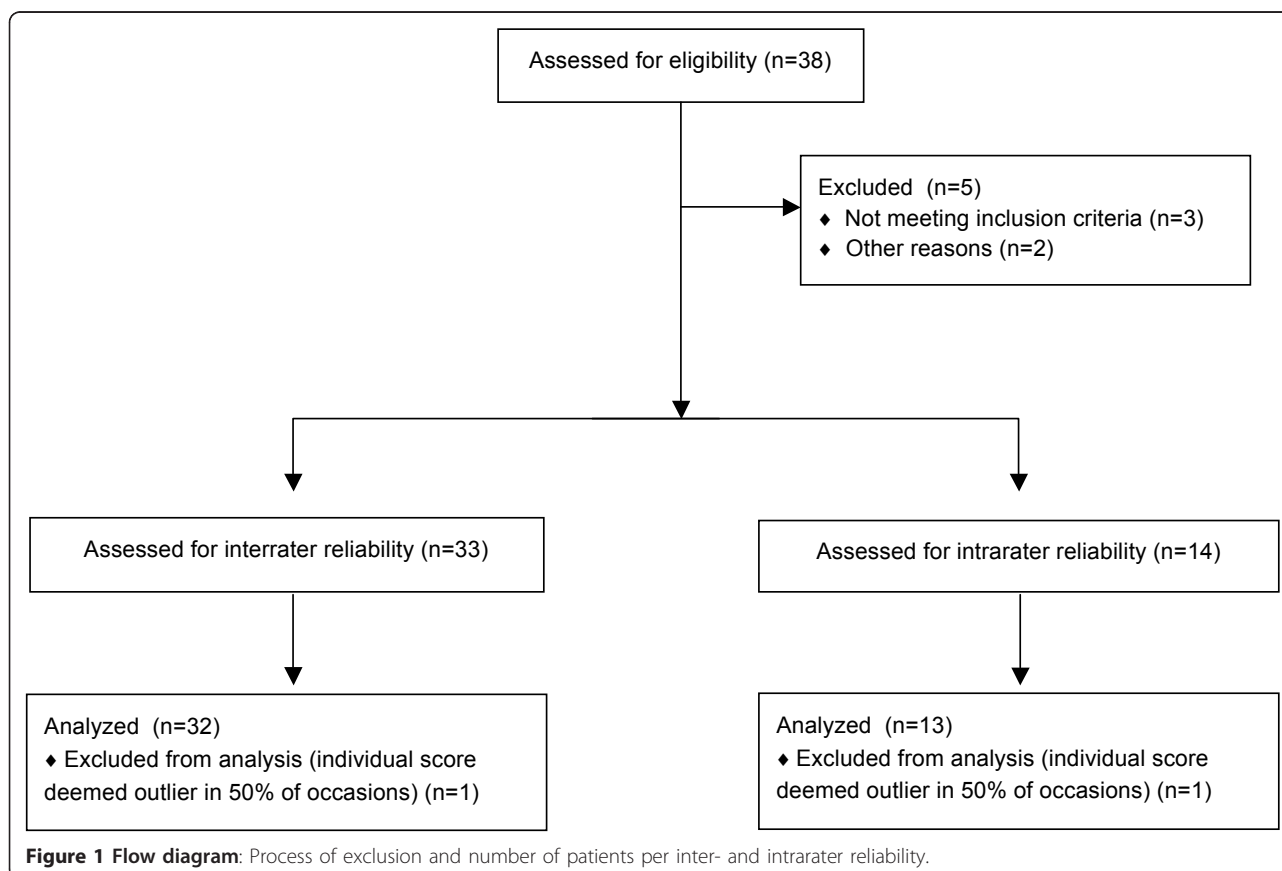 Assessed for eligibility (n=38)
Excluded (n=5)
♦ Not meeting inclusion criteria (n=3)
♦ Other reasons (n=2)
Assessed for interrater reliability (n=33)
Assessed for intrarater reliability (n=14)
Analyzed (n=32)
♦ Excluded from analysis (individual score
deemed outlier in 50% of occasions) (n=1)
Analyzed (n=13)
♦ Excluded from analysis (individual score
deemed outlier in 50% of occasions) (n=1)
Figure 1 Flow diagram: Process of exclusion and number of patients per inter- and intrarater reliability.